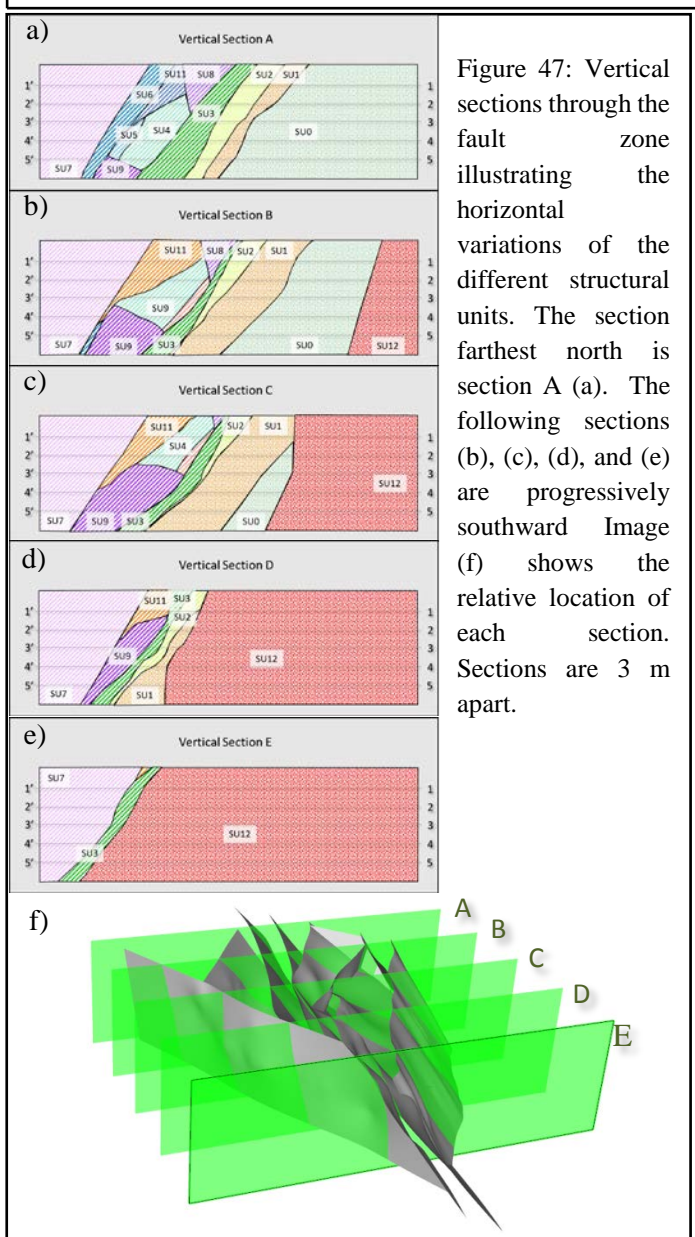 a)
Vertical Section A
SU11
SU8
SU2
SU1
SU6
SU3
SU5
SU4
SU0
SU7
SU9
1'
2'
3'
4'
5'
1
2
3
4
5
b)
Vertical Section B
SU11
SU8
SU2
SU1
SU9
SU7
SU9
SU3
SU0
SU12
1'
2'
3'
4'
5'
1
2
3
4
5
c)
Vertical Section C
SU11
SU2
SU1
SU4
SU12
SU7
SU9
SU3
SU0
1'
2'
3'
4'
5'
1
2
3
4
5
d)
Vertical Section D
SU11
SU3
SU2
SU9
SU12
SU7
SU1
1'
2'
3'
4'
5'
1
2
3
4
5
e)
Vertical Section E
SU7
SU12
SU3
1'
2'
3'
4'
5'
1
2
3
4
5
f)
A
B
C
D
E
Figure 47: Vertical
sections through the
fault zone
illustrating the
horizontal
variations of the
different structural
units. The section
farthest north is
section A (a). The
following sections
(b), (c), (d), and (e)
are progressively
southward Image
(f) shows the
relative location of
each section.
Sections are 3 m
apart.